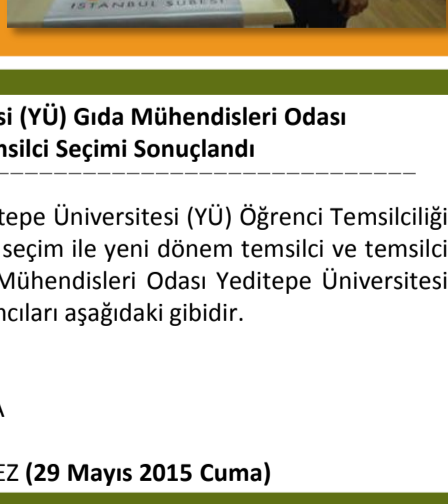 İSTANBUL ŞUBESİ
si (YÜ) Gıda Mühendisleri Odası
nsilci Seçimi Sonuçlandı
tepe Üniversitesi (YÜ) Öğrenci Temsilciliği
seçim ile yeni dönem temsilci ve temsilci
Mühendisleri Odası Yeditepe Üniversitesi
ncıları aşağıdaki gibidir.
A
EZ (29 Mayıs 2015 Cuma)